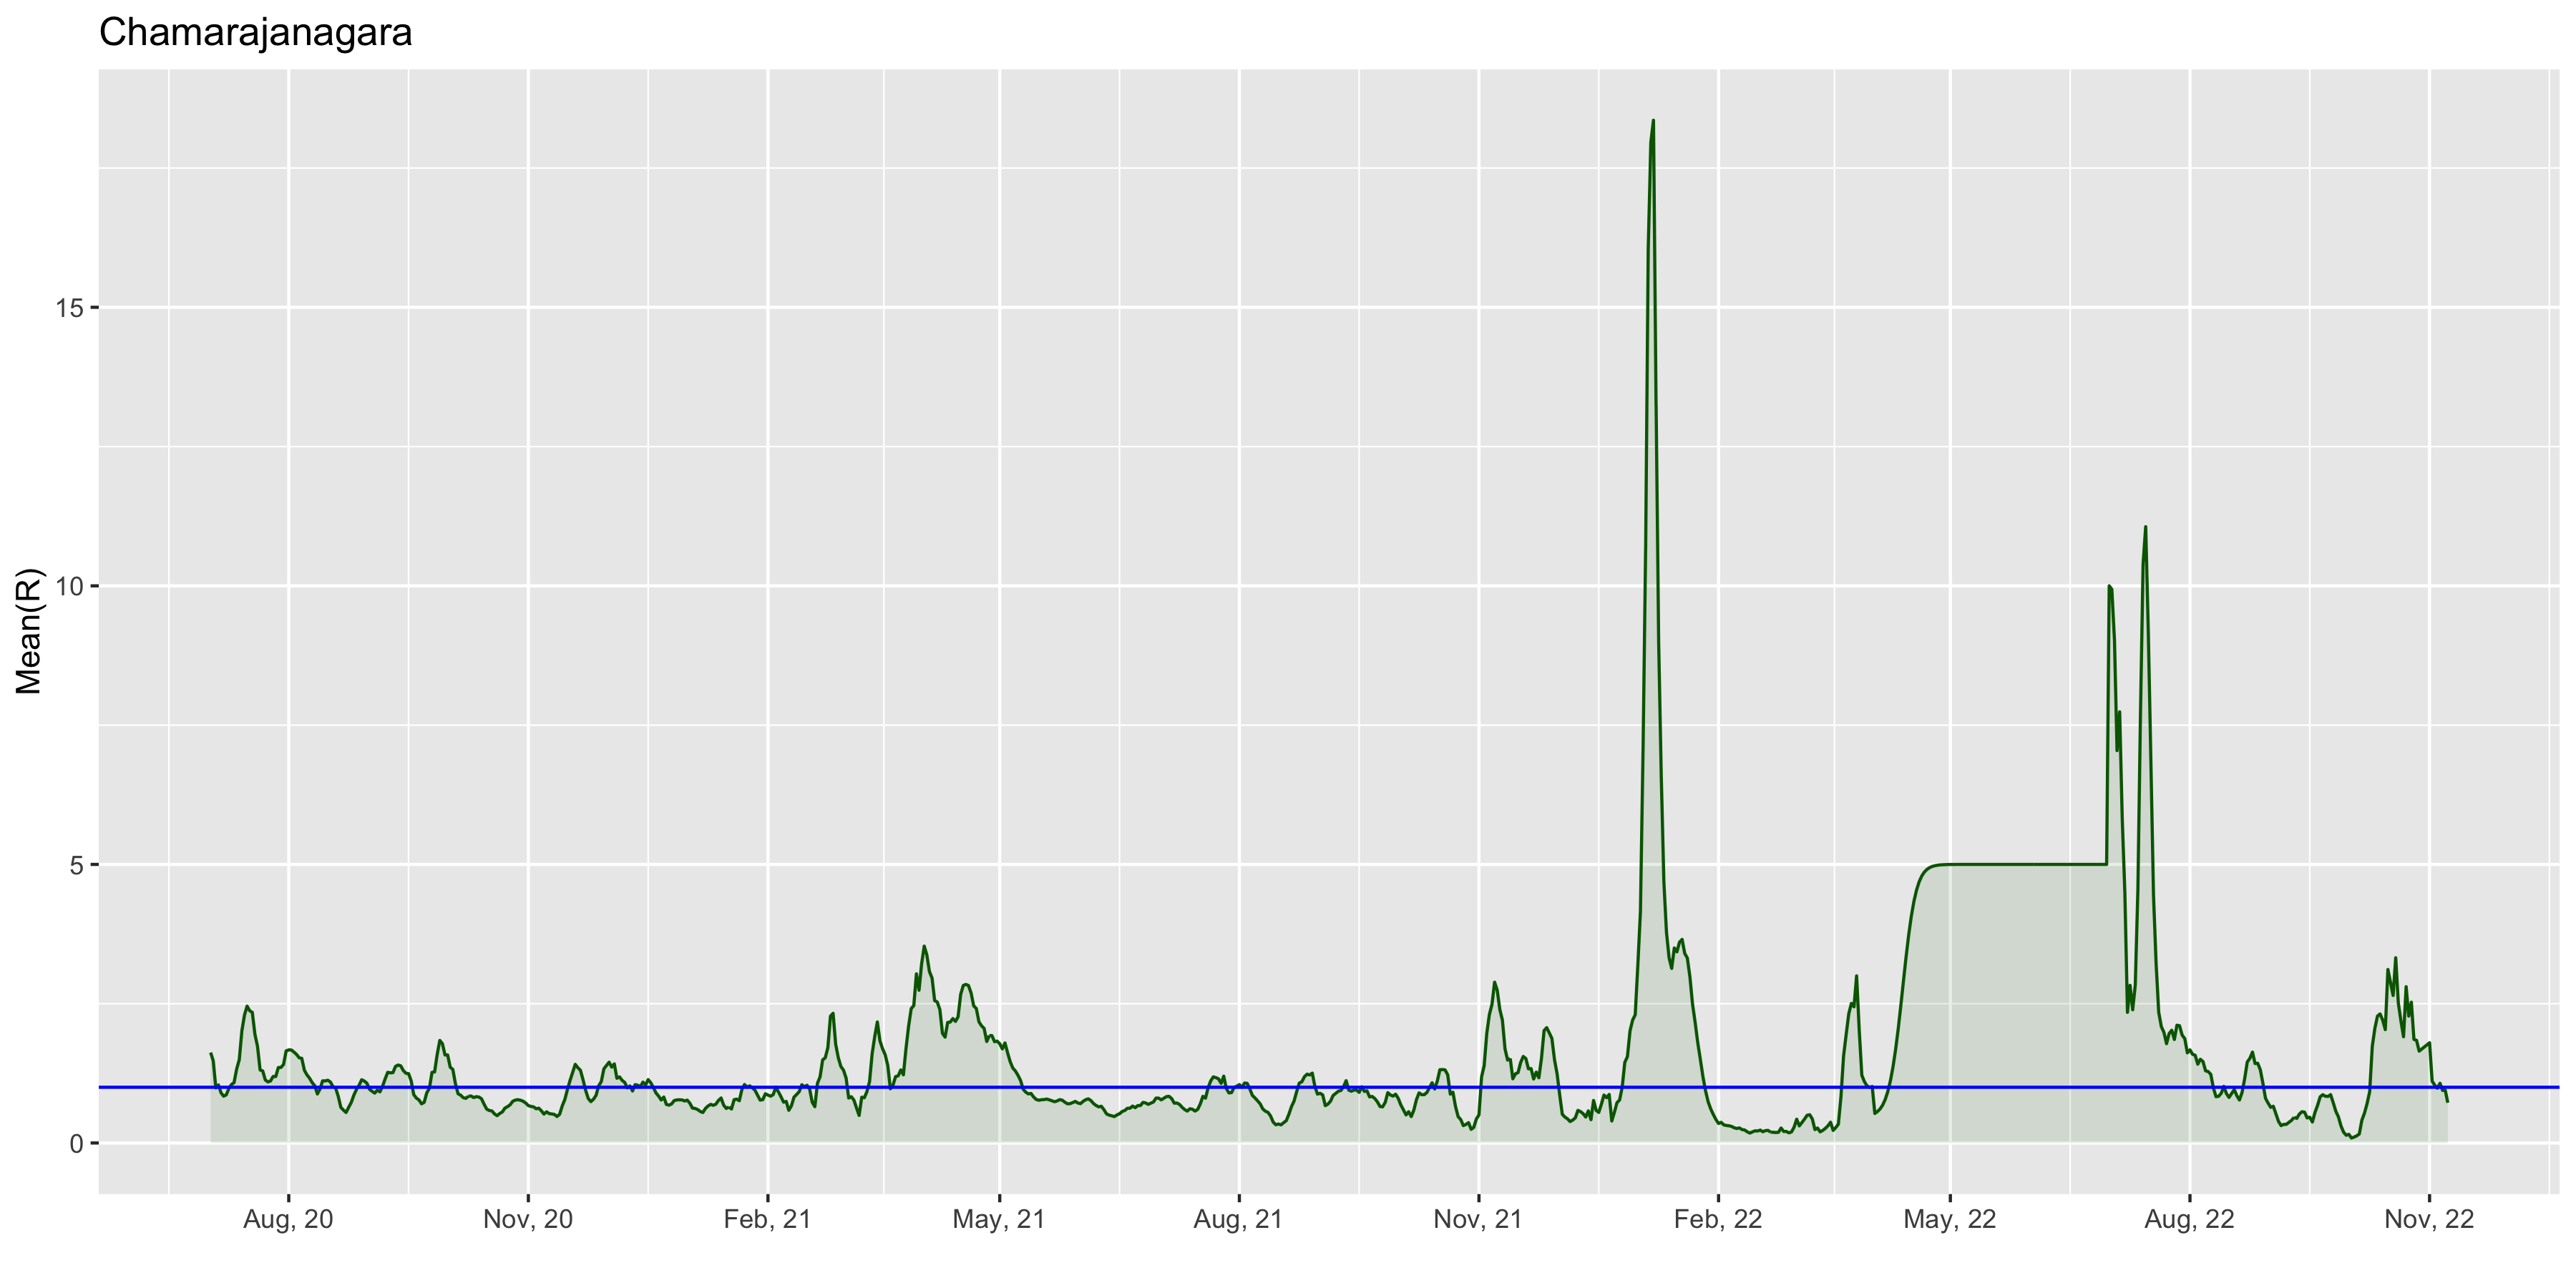 Chamarajanagara
Mean(R)
15
10
5
0
Aug, 20 Nov, 20 Feb, 21 May, 21 Aug, 21 Nov, 21 Feb, 22 May, 22 Aug, 22 Nov, 22